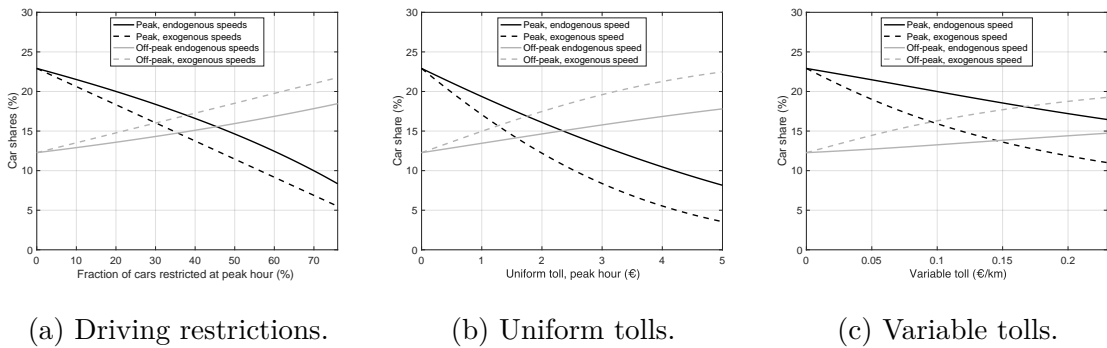 Car shares (%)
30
25
20
15
10
5
0
Peak, endogenous speeds
Peak, exogenous speeds
Off-peak endogenous speeds
Off-peak, exogenous speeds
0 10 20 30 40 50 60 70
Fraction of cars restricted at peak hour (%)
(a) Driving restrictions.
Car share (%)
30
25
20
15
10
5
0
Peak, endogenous speed
Peak, exogenous speed
Off-peak endogenous speed
Off-peak, exogenous speed
0 1 2 3 4 5
Uniform toll, peak hour (€)
(b) Uniform tolls.
Car share (%)
30
25
20
15
10
5
0
Peak, endogenous speed
Peak, exogenous speed
Off-peak endogenous speed
Off-peak, exogenous speed
0 0.05 0.1 0.15 0.2
Variable toll (€/km)
(c) Variable tolls.